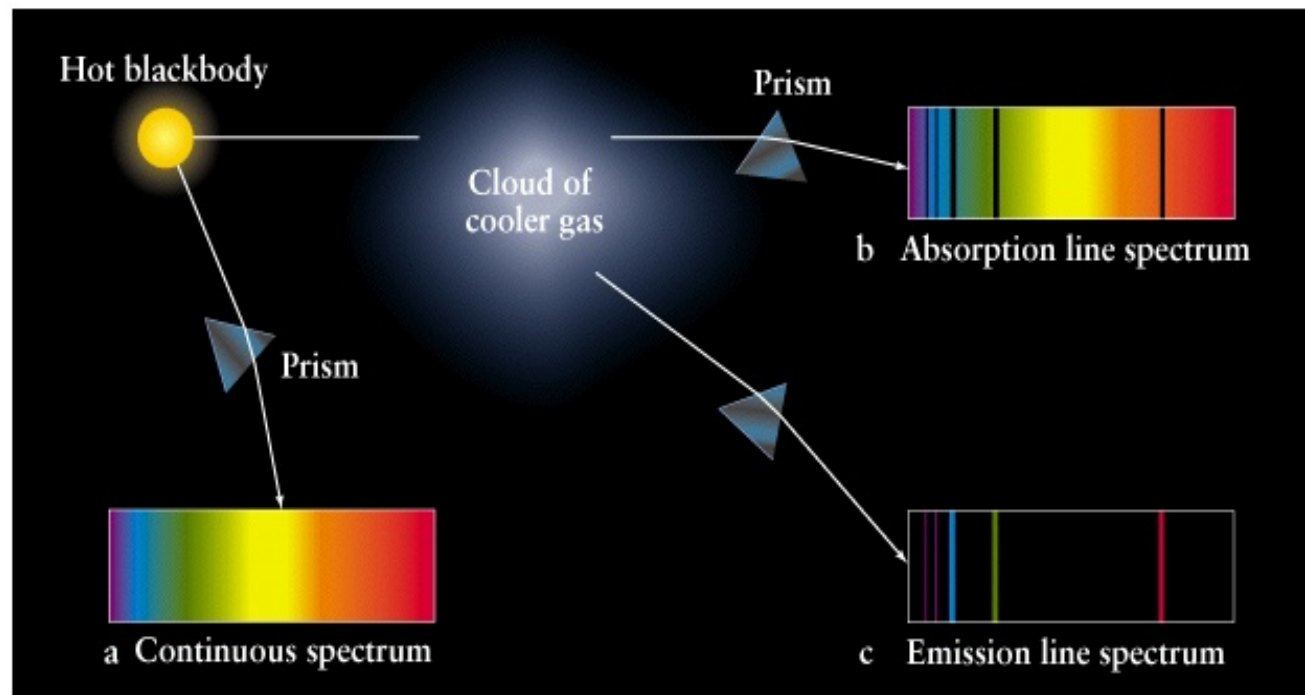 Hot blackbody
Prism
Cloud of
cooler gas
b Absorption line spectrum
Prism
a Continuous spectrum
c Emission line spectrum